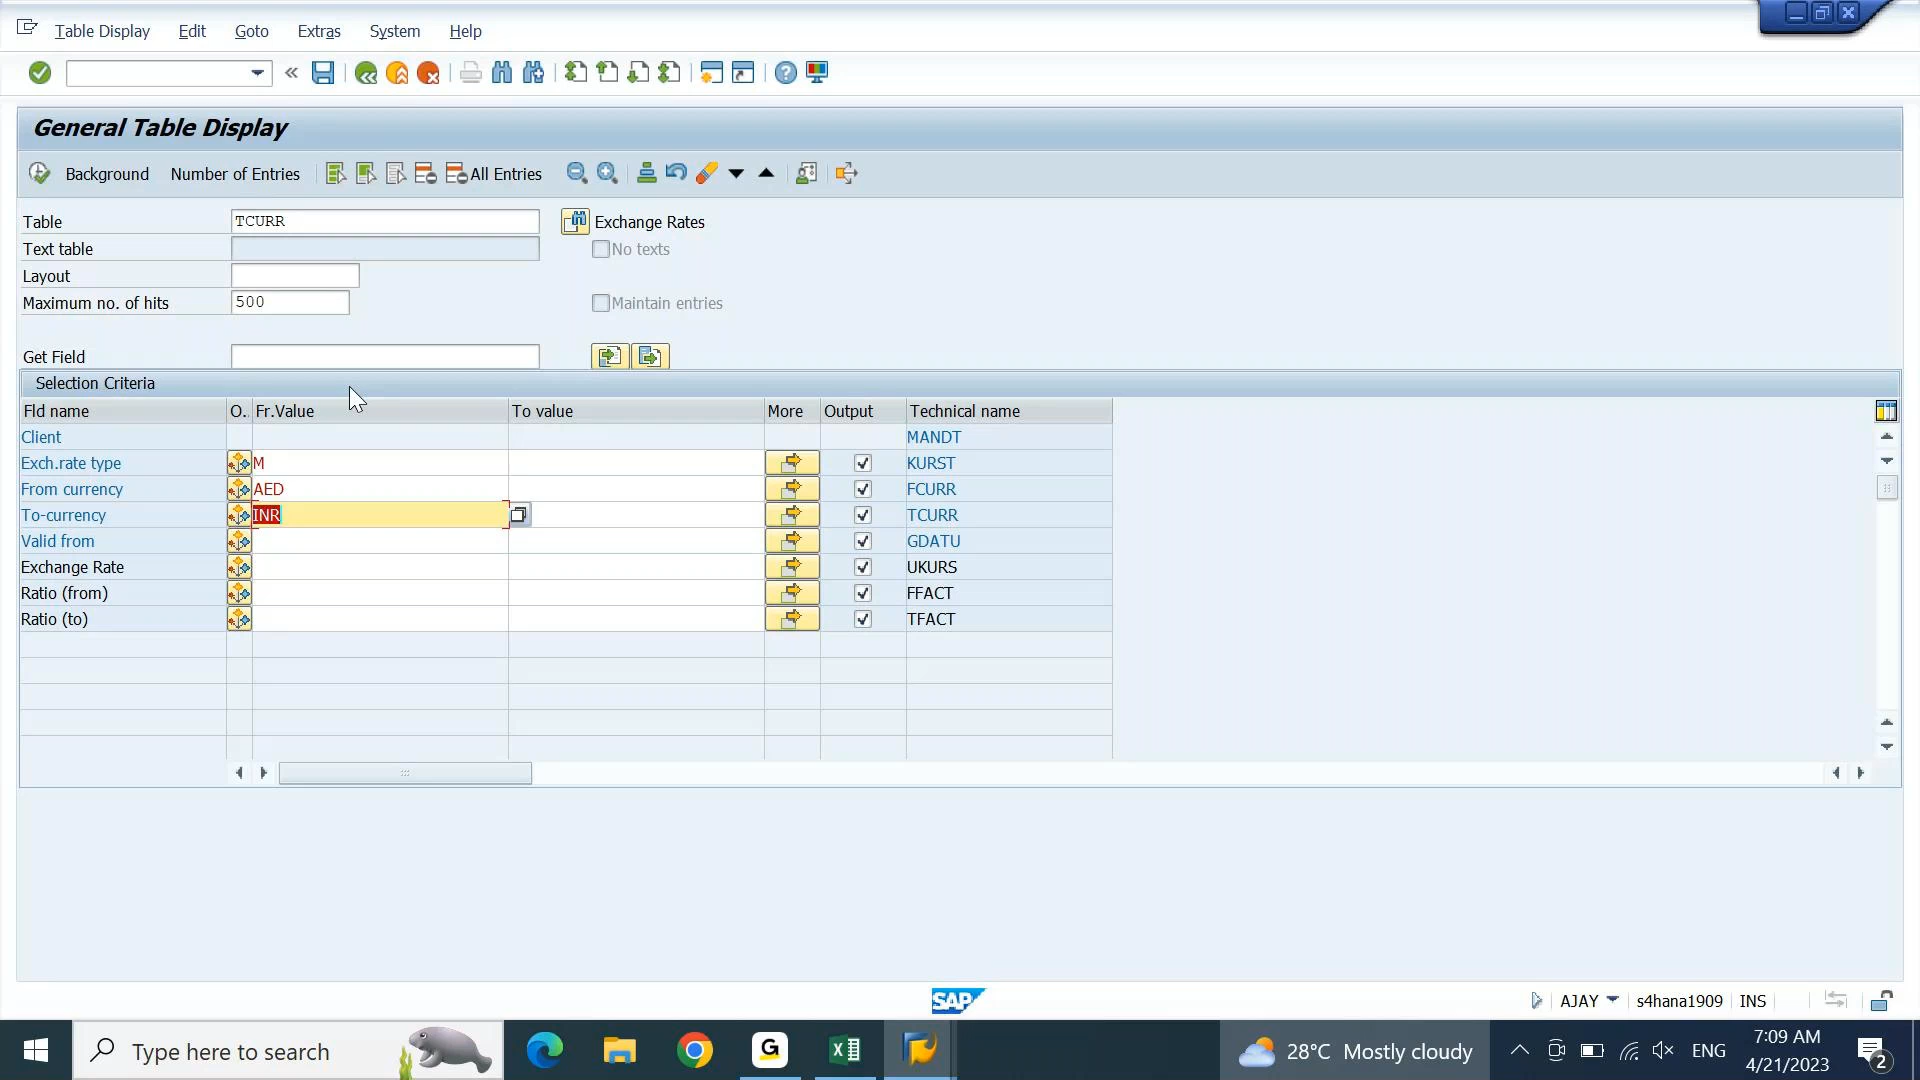 Table Display Edit Goto Extras System Help
General Table Display
Background Number of Entries All Entries
Table TCURR Exchange Rates
Text table No texts
Layout
Maximum no. of hits 500 Maintain entries
Get Field
Selection Criteria
Fld name O.. Fr.Value To value More Output Technical name
Client MANDT
Exch.rate type M KURST
From currency AED FCURR
To-currency INR TCURR
Valid from GDATU
Exchange Rate UKURS
Ratio (from) FFACT
Ratio (to) TFACT
SAP AJAY s4hana1909 INS
Type here to search G 28°C Mostly cloudy ENG 7:09 AM
4/21/2023 2